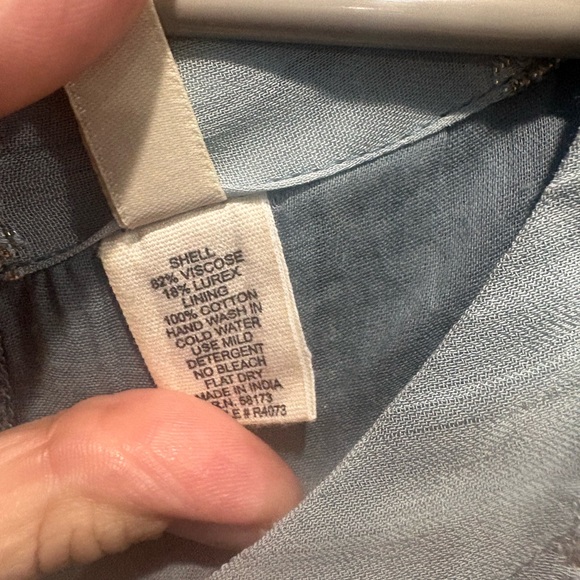 SHELL
82% VISCOSE
18% LUREX
LINING
100% COTTON
HAND WASH IN
COLD WATER
USE MILD
DETERGENT
NO BLEACH
FLAT DRY
MADE IN INDIA
R.N. 58173
LE # R4073